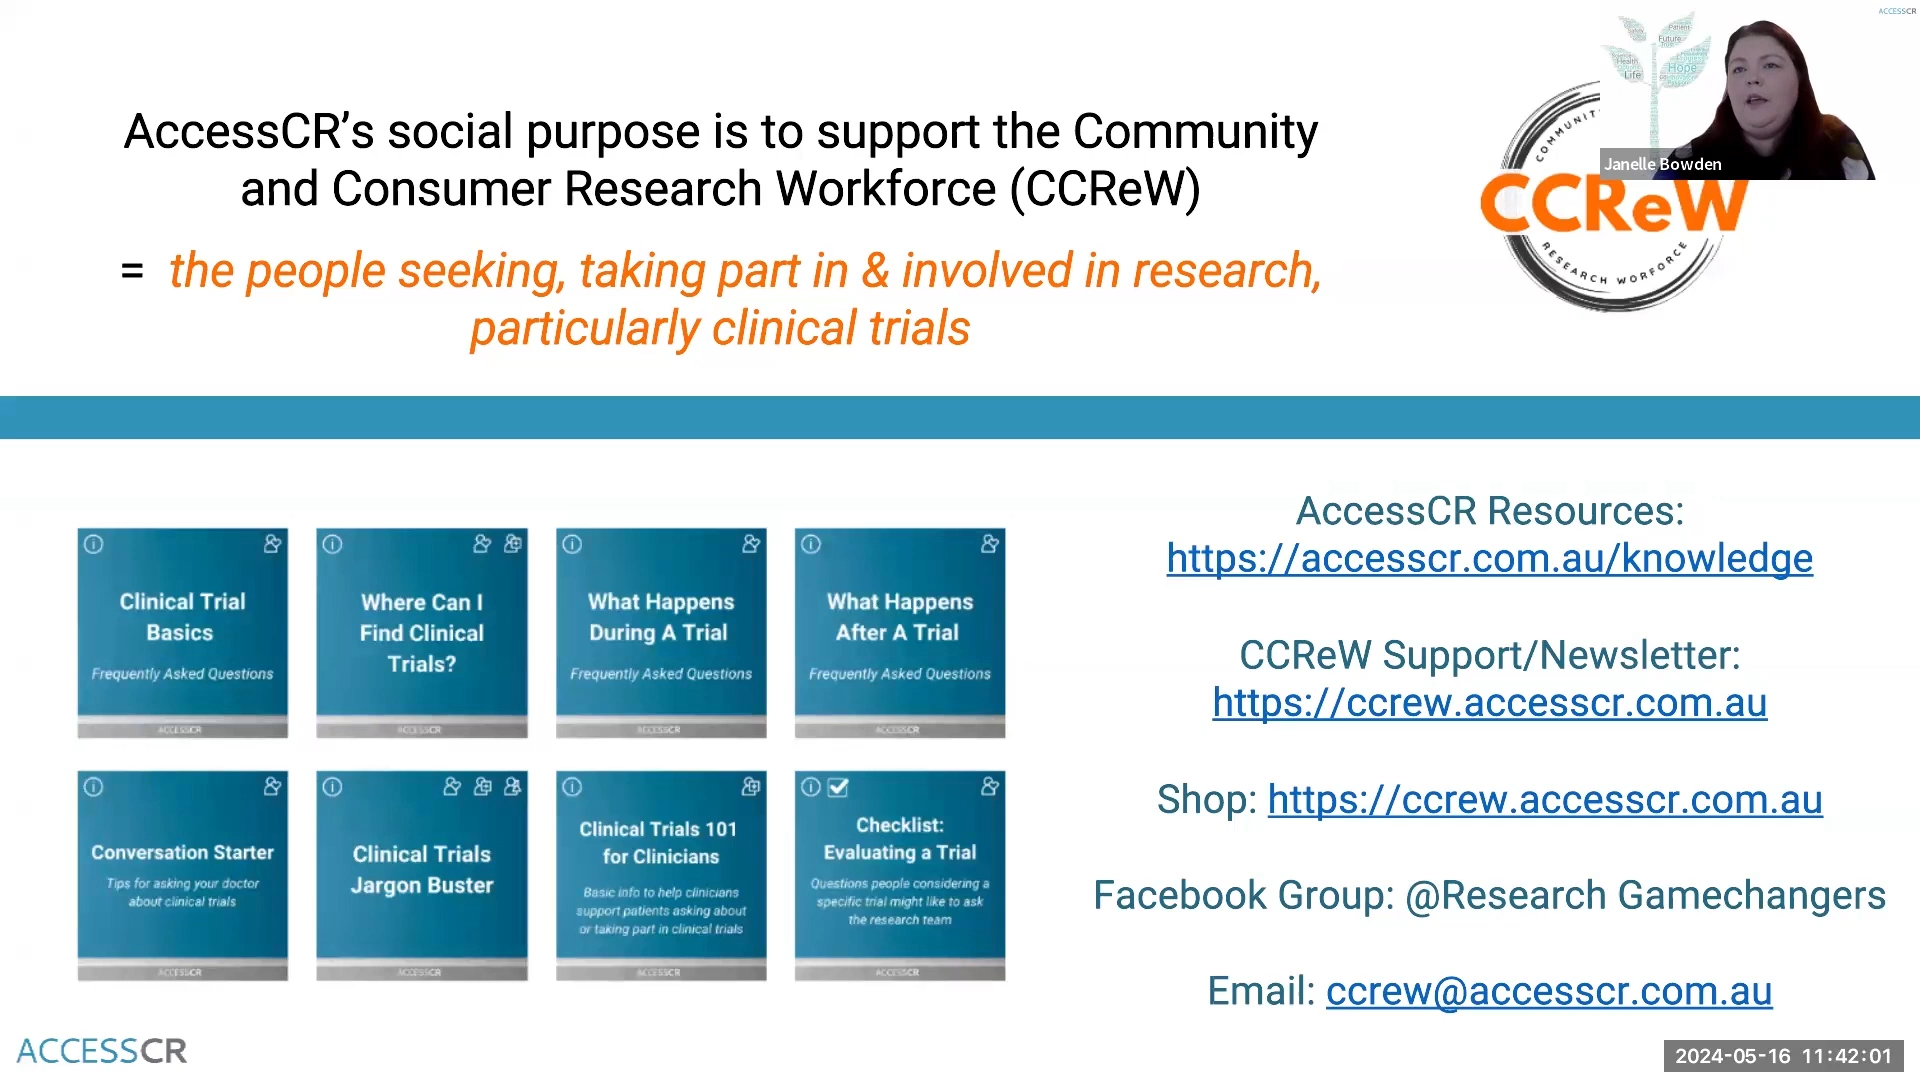 ACCESSCR
AccessCR’s social purpose is to support the Community
and Consumer Research Workforce (CCReW)
= the people seeking, taking part in & involved in research,
particularly clinical trials
Future
Health
Life
Hope
Janelle Bowden
CCReW
RESEARCH WORFORCE
Clinical Trial
Basics
Frequently Asked Questions
ACCESSCR
Where Can I
Find Clinical
Trials?
ACCESSCR
What Happens
During A Trial
Frequently Asked Questions
ACCESSCR
What Happens
After A Trial
Frequently Asked Questions
ACCESSCR
Conversation Starter
Tips for asking your doctor
about clinical trials
ACCESSCR
Clinical Trials
Jargon Buster
ACCESSCR
Clinical Trials 101
for Clinicians
Basic info to help clinicians
support patients asking about
or taking part in clinical trials
ACCESSCR
Checklist:
Evaluating a Trial
Questions people considering a
specific trial might like to ask
the research team
ACCESSCR
AccessCR Resources:
https://accesscr.com.au/knowledge
CCReW Support/Newsletter:
https://ccrew.accesscr.com.au
Shop: https://ccrew.accesscr.com.au
Facebook Group: @Research Gamechangers
Email: ccrew@accesscr.com.au
ACCESSCR
2024-05-16 11:42:01